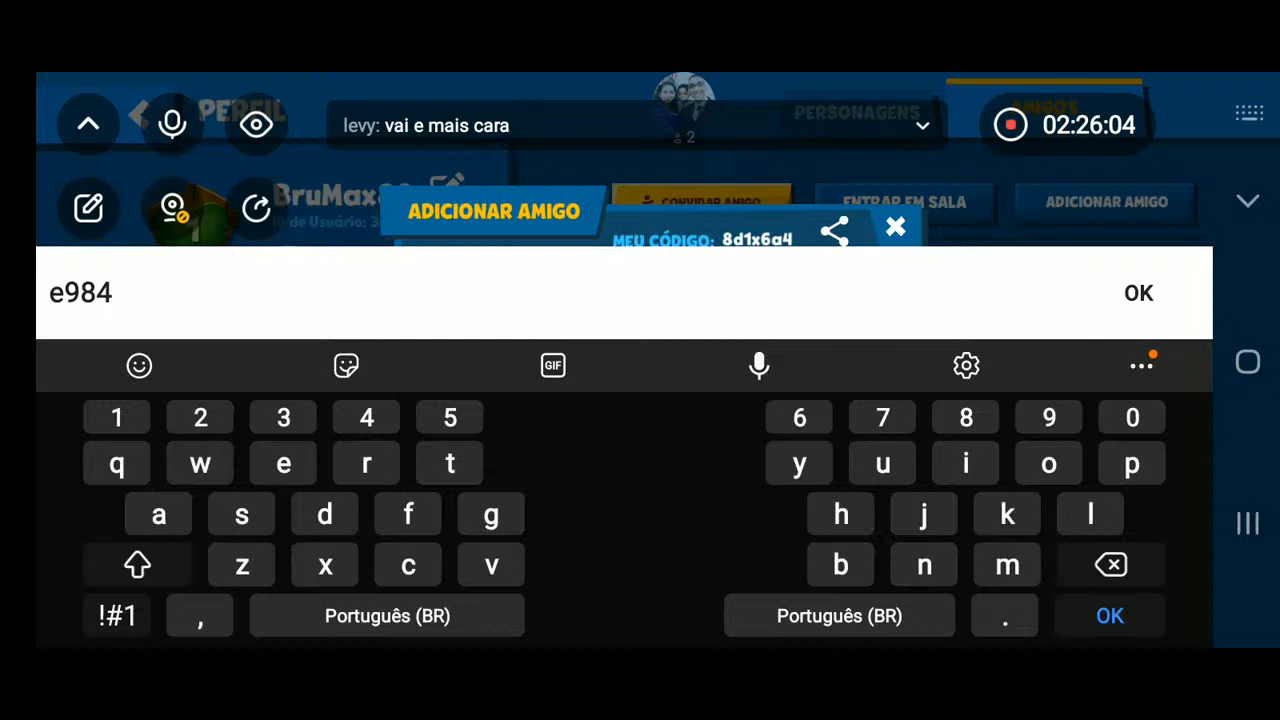 PERFIL
levy: vai e mais cara
PERSONAGENS
AMIGOS
02:26:04
2
BruMax
de Usuário:
ADICIONAR AMIGO
CONVIDAR AMIGO
ENTRAR EM SALA
ADICIONAR AMIGO
MEU CÓDIGO: 8d1x6a4
e984
OK
GIF
1 2 3 4 5 6 7 8 9 0
q w e r t y u i o p
a s d f g h j k l
z x c v b n m
!#1 , Português (BR) Português (BR) . OK